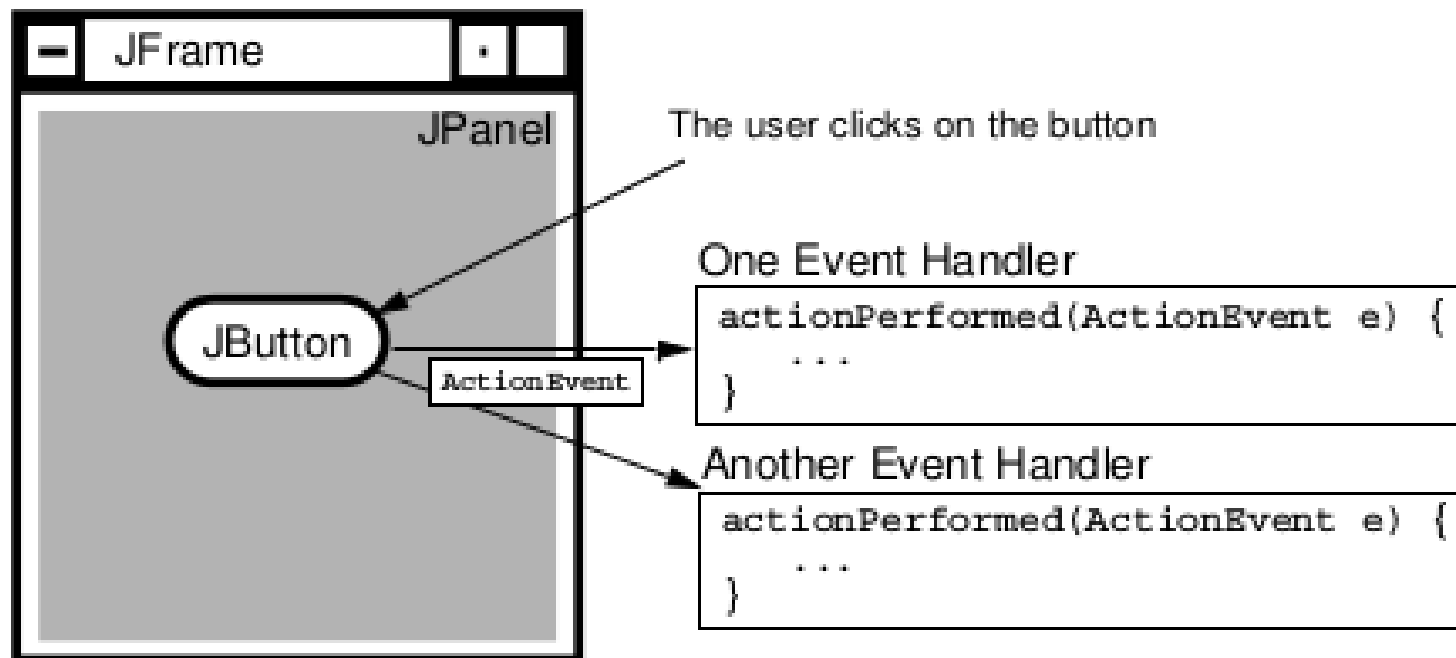 JFrame
JPanel
The user clicks on the button
JButton
ActionEvent
One Event Handler
actionPerformed(ActionEvent e) {
...
}
Another Event Handler
actionPerformed(ActionEvent e) {
...
}